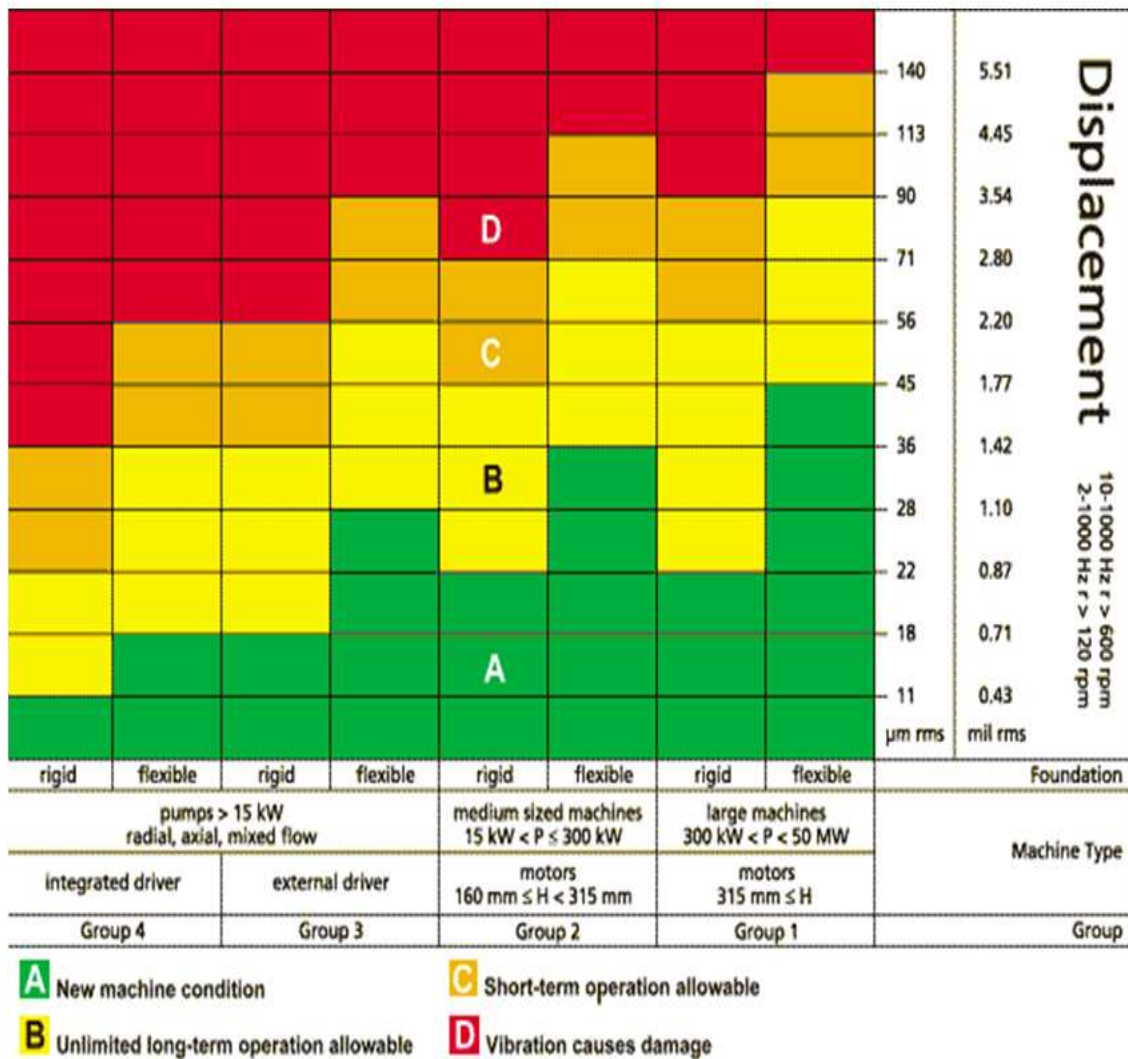 140 5.51
113 4.45
90 3.54
D
71 2.80
56 2.20
C
45 1.77
36 1.42
B
28 1.10
22 0.87
18 0.71
A
11 0.43
µm rms mil rms
Displacement
10-1000 Hz r > 600 rpm
2-1000 Hz r > 120 rpm
rigid flexible rigid flexible rigid flexible rigid flexible Foundation
pumps > 15 kW
radial, axial, mixed flow
medium sized machines
15 kW < P ≤ 300 kW
large machines
300 kW < P < 50 MW
Machine Type
integrated driver
external driver
motors
160 mm ≤ H < 315 mm
motors
315 mm ≤ H
Group 4 Group 3 Group 2 Group 1 Group
A New machine condition
C Short-term operation allowable
B Unlimited long-term operation allowable
D Vibration causes damage